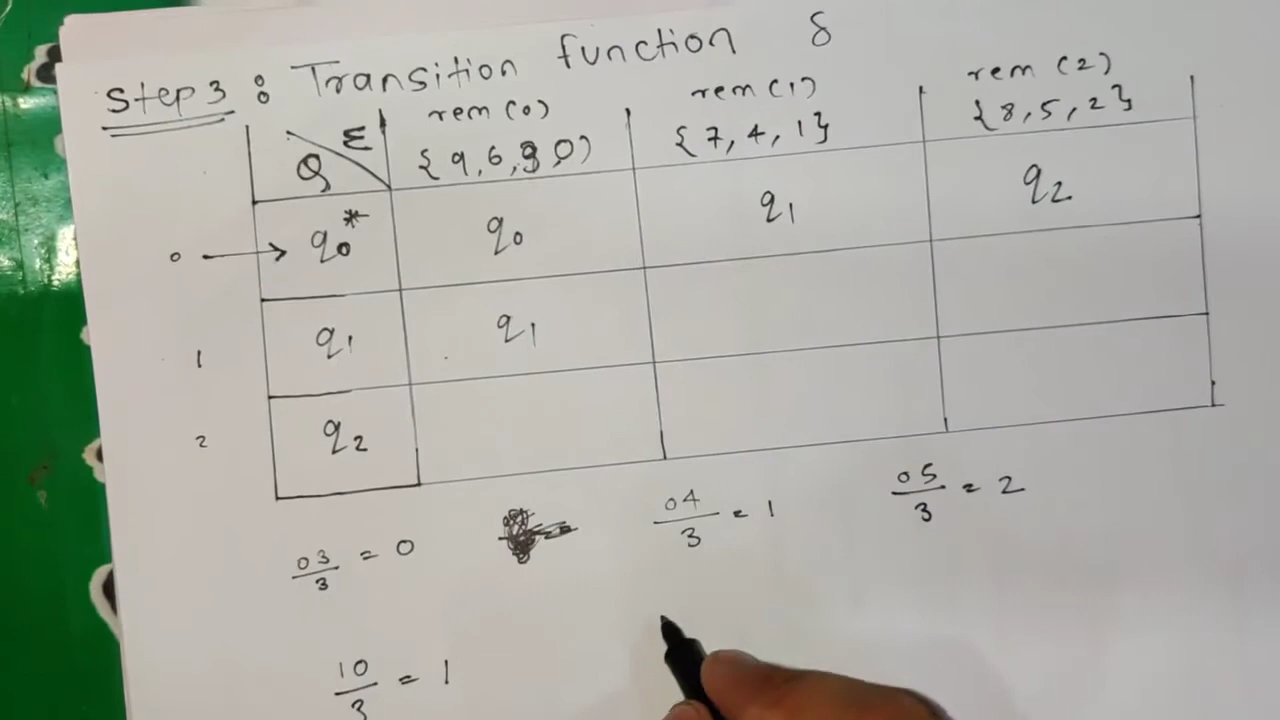 Step 3 : Transition function δ
rem (0) rem (1) rem (2)
Q Σ {9, 6, 3, 0) {7, 4, 1} {8, 5, 2}
0 → q0* q0 q1 q2
1 q1 q1
2 q2
03/3 = 0 04/3 = 1 05/3 = 2
10/3 = 1